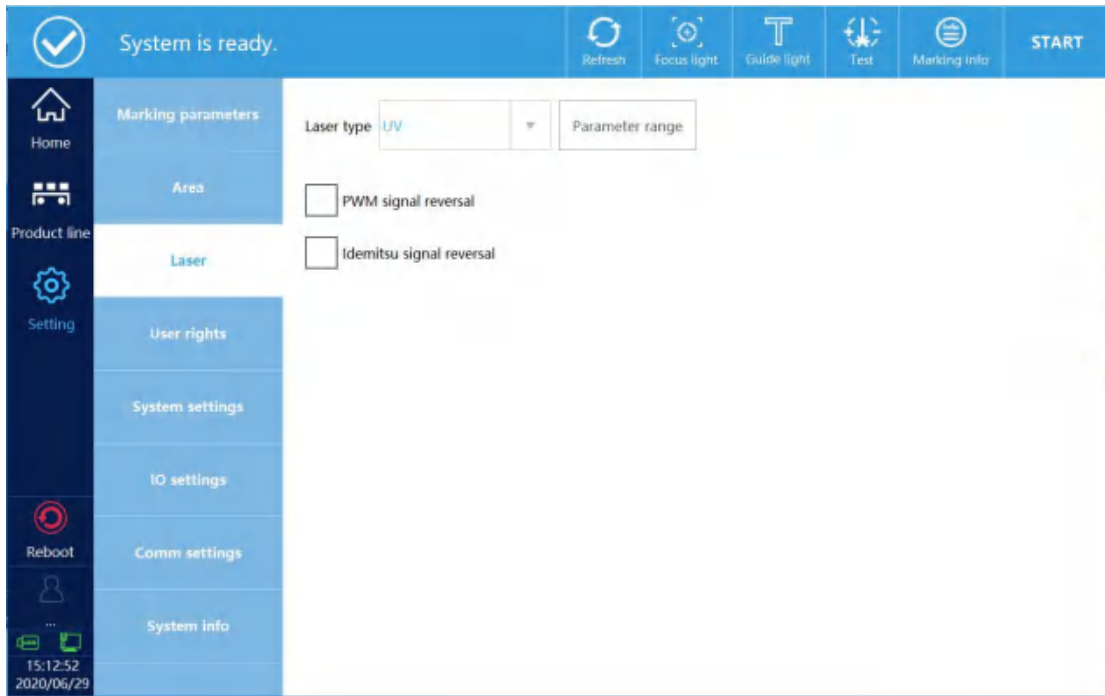 System is ready.
Refresh
Focus light
Guide light
Test
Marking info
START
Home
Product line
Setting
Reboot
...
15:12:52
2020/06/29
Marking parameters
Area
Laser
User rights
System settings
IO settings
Comm settings
System info
Laser type UV
Parameter range
PWM signal reversal
Idemitsu signal reversal